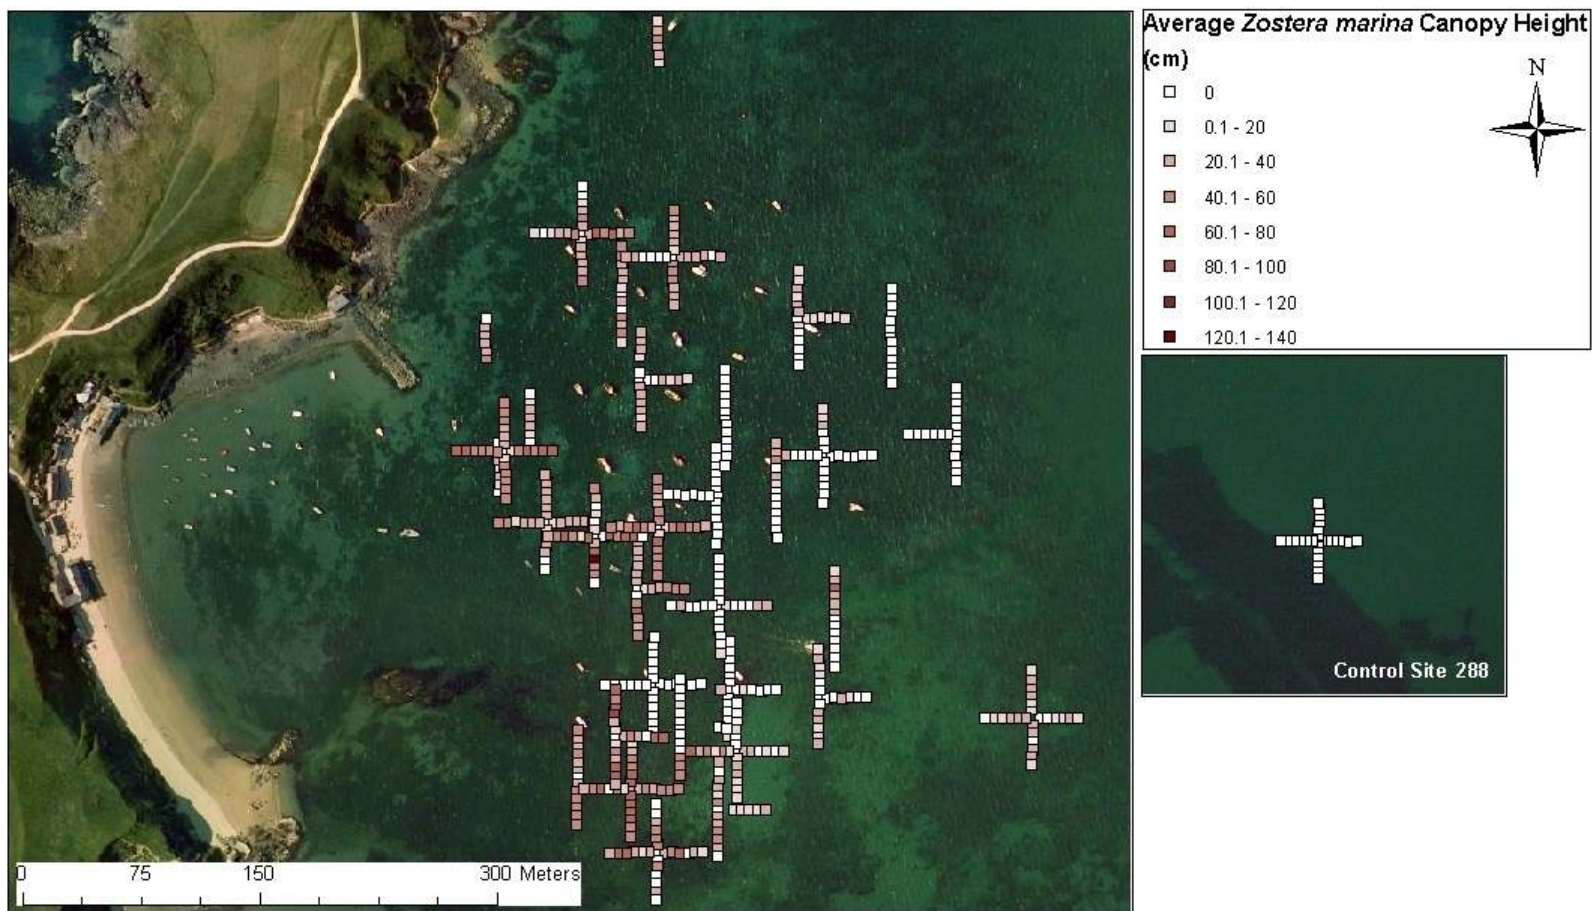 Average Zostera marina Canopy Height
(cm)
N
0
0.1 - 20
20.1 - 40
40.1 - 60
60.1 - 80
80.1 - 100
100.1 - 120
120.1 - 140
Control Site 288
0 75 150 300 Meters